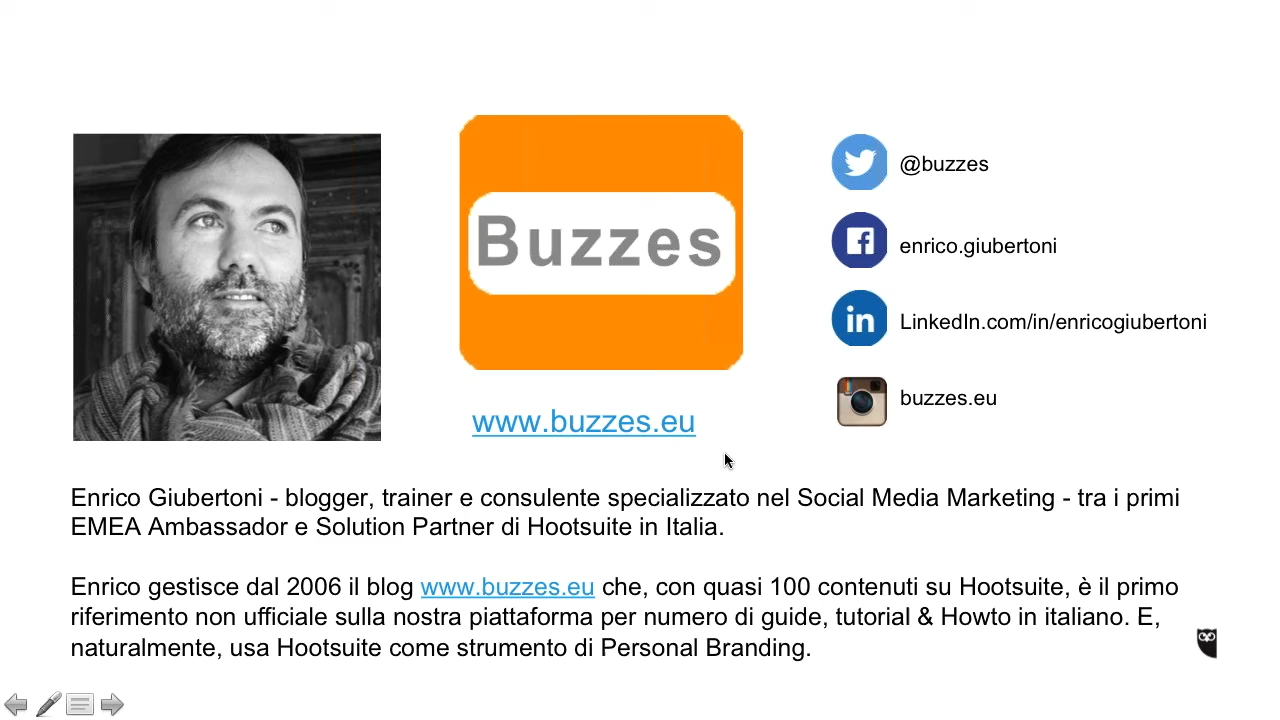 Buzzes
www.buzzes.eu
@buzzes
enrico.giubertoni
LinkedIn.com/in/enricogiubertoni
buzzes.eu
Enrico Giubertoni - blogger, trainer e consulente specializzato nel Social Media Marketing - tra i primi
EMEA Ambassador e Solution Partner di Hootsuite in Italia.
Enrico gestisce dal 2006 il blog www.buzzes.eu che, con quasi 100 contenuti su Hootsuite, è il primo
riferimento non ufficiale sulla nostra piattaforma per numero di guide, tutorial & Howto in italiano. E,
naturalmente, usa Hootsuite come strumento di Personal Branding.